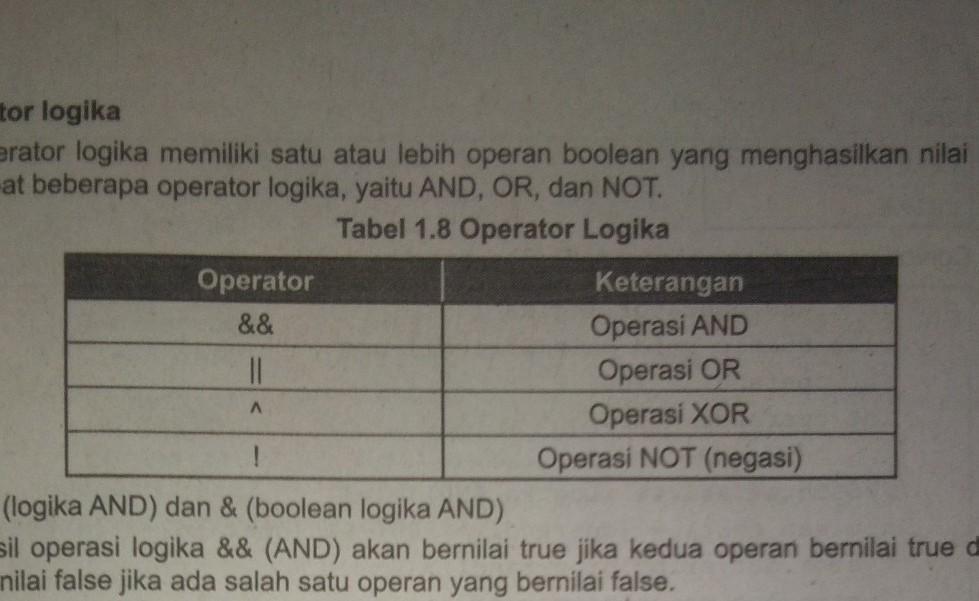 tor logika
erator logika memiliki satu atau lebih operan boolean yang menghasilkan nilai
at beberapa operator logika, yaitu AND, OR, dan NOT.
Tabel 1.8 Operator Logika
Operator Keterangan
&& Operasi AND
|| Operasi OR
^ Operasi XOR
! Operasi NOT (negasi)
(logika AND) dan & (boolean logika AND)
sil operasi logika && (AND) akan bernilai true jika kedua operan bernilai true d
nilai false jika ada salah satu operan yang bernilai false.